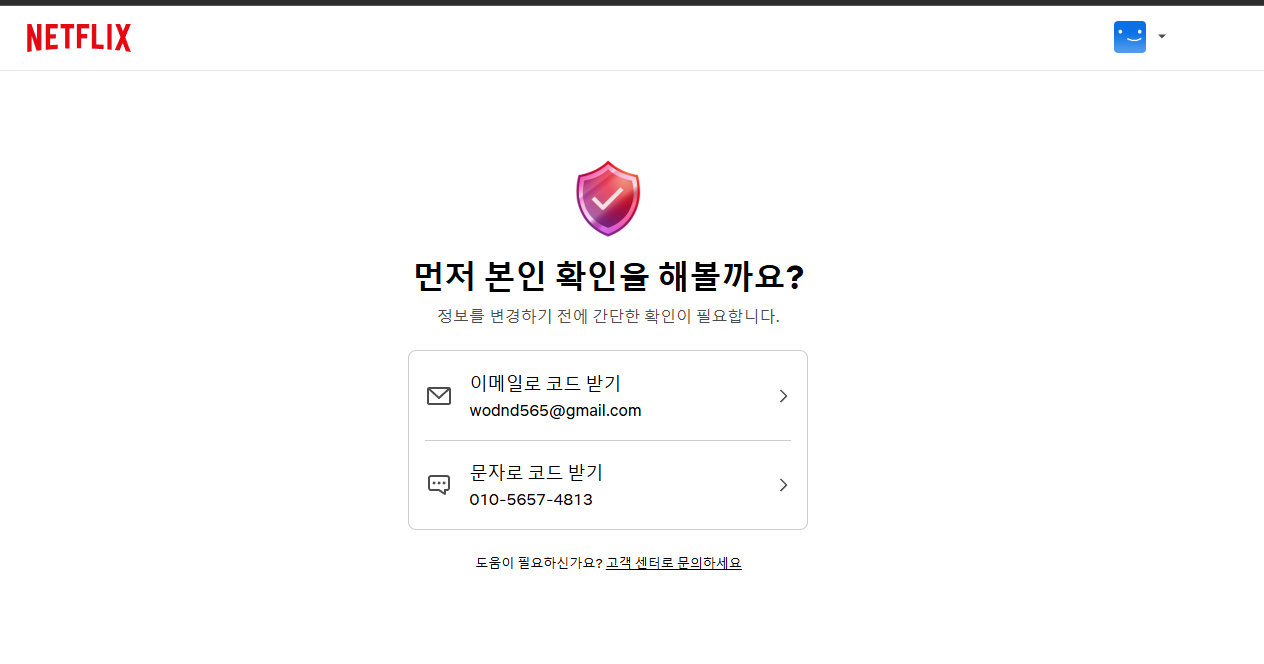 NETFLIX
먼저 본인 확인을 해볼까요?
정보를 변경하기 전에 간단한 확인이 필요합니다.
이메일로 코드 받기
wodnd565@gmail.com
문자로 코드 받기
010-5657-4813
도움이 필요하신가요? 고객 센터로 문의하세요